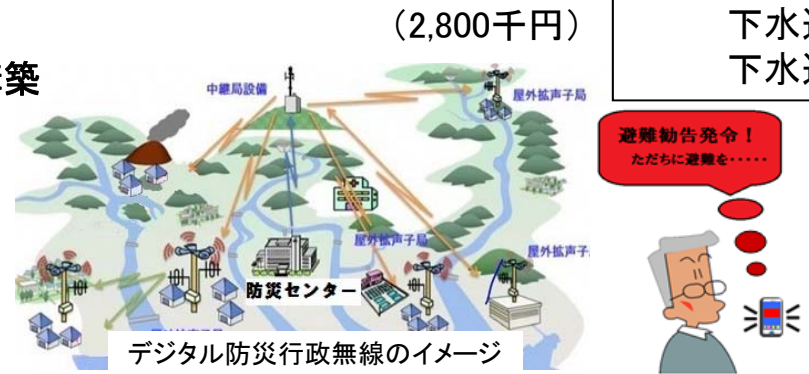 （2,800千円）
下水
下水
築
中継局設備
屋外拡声子局
避難勧告発令！
ただちに避難を・・・・・
屋外拡声子局
屋外拡声子
防災センター
デジタル防災行政無線のイメージ